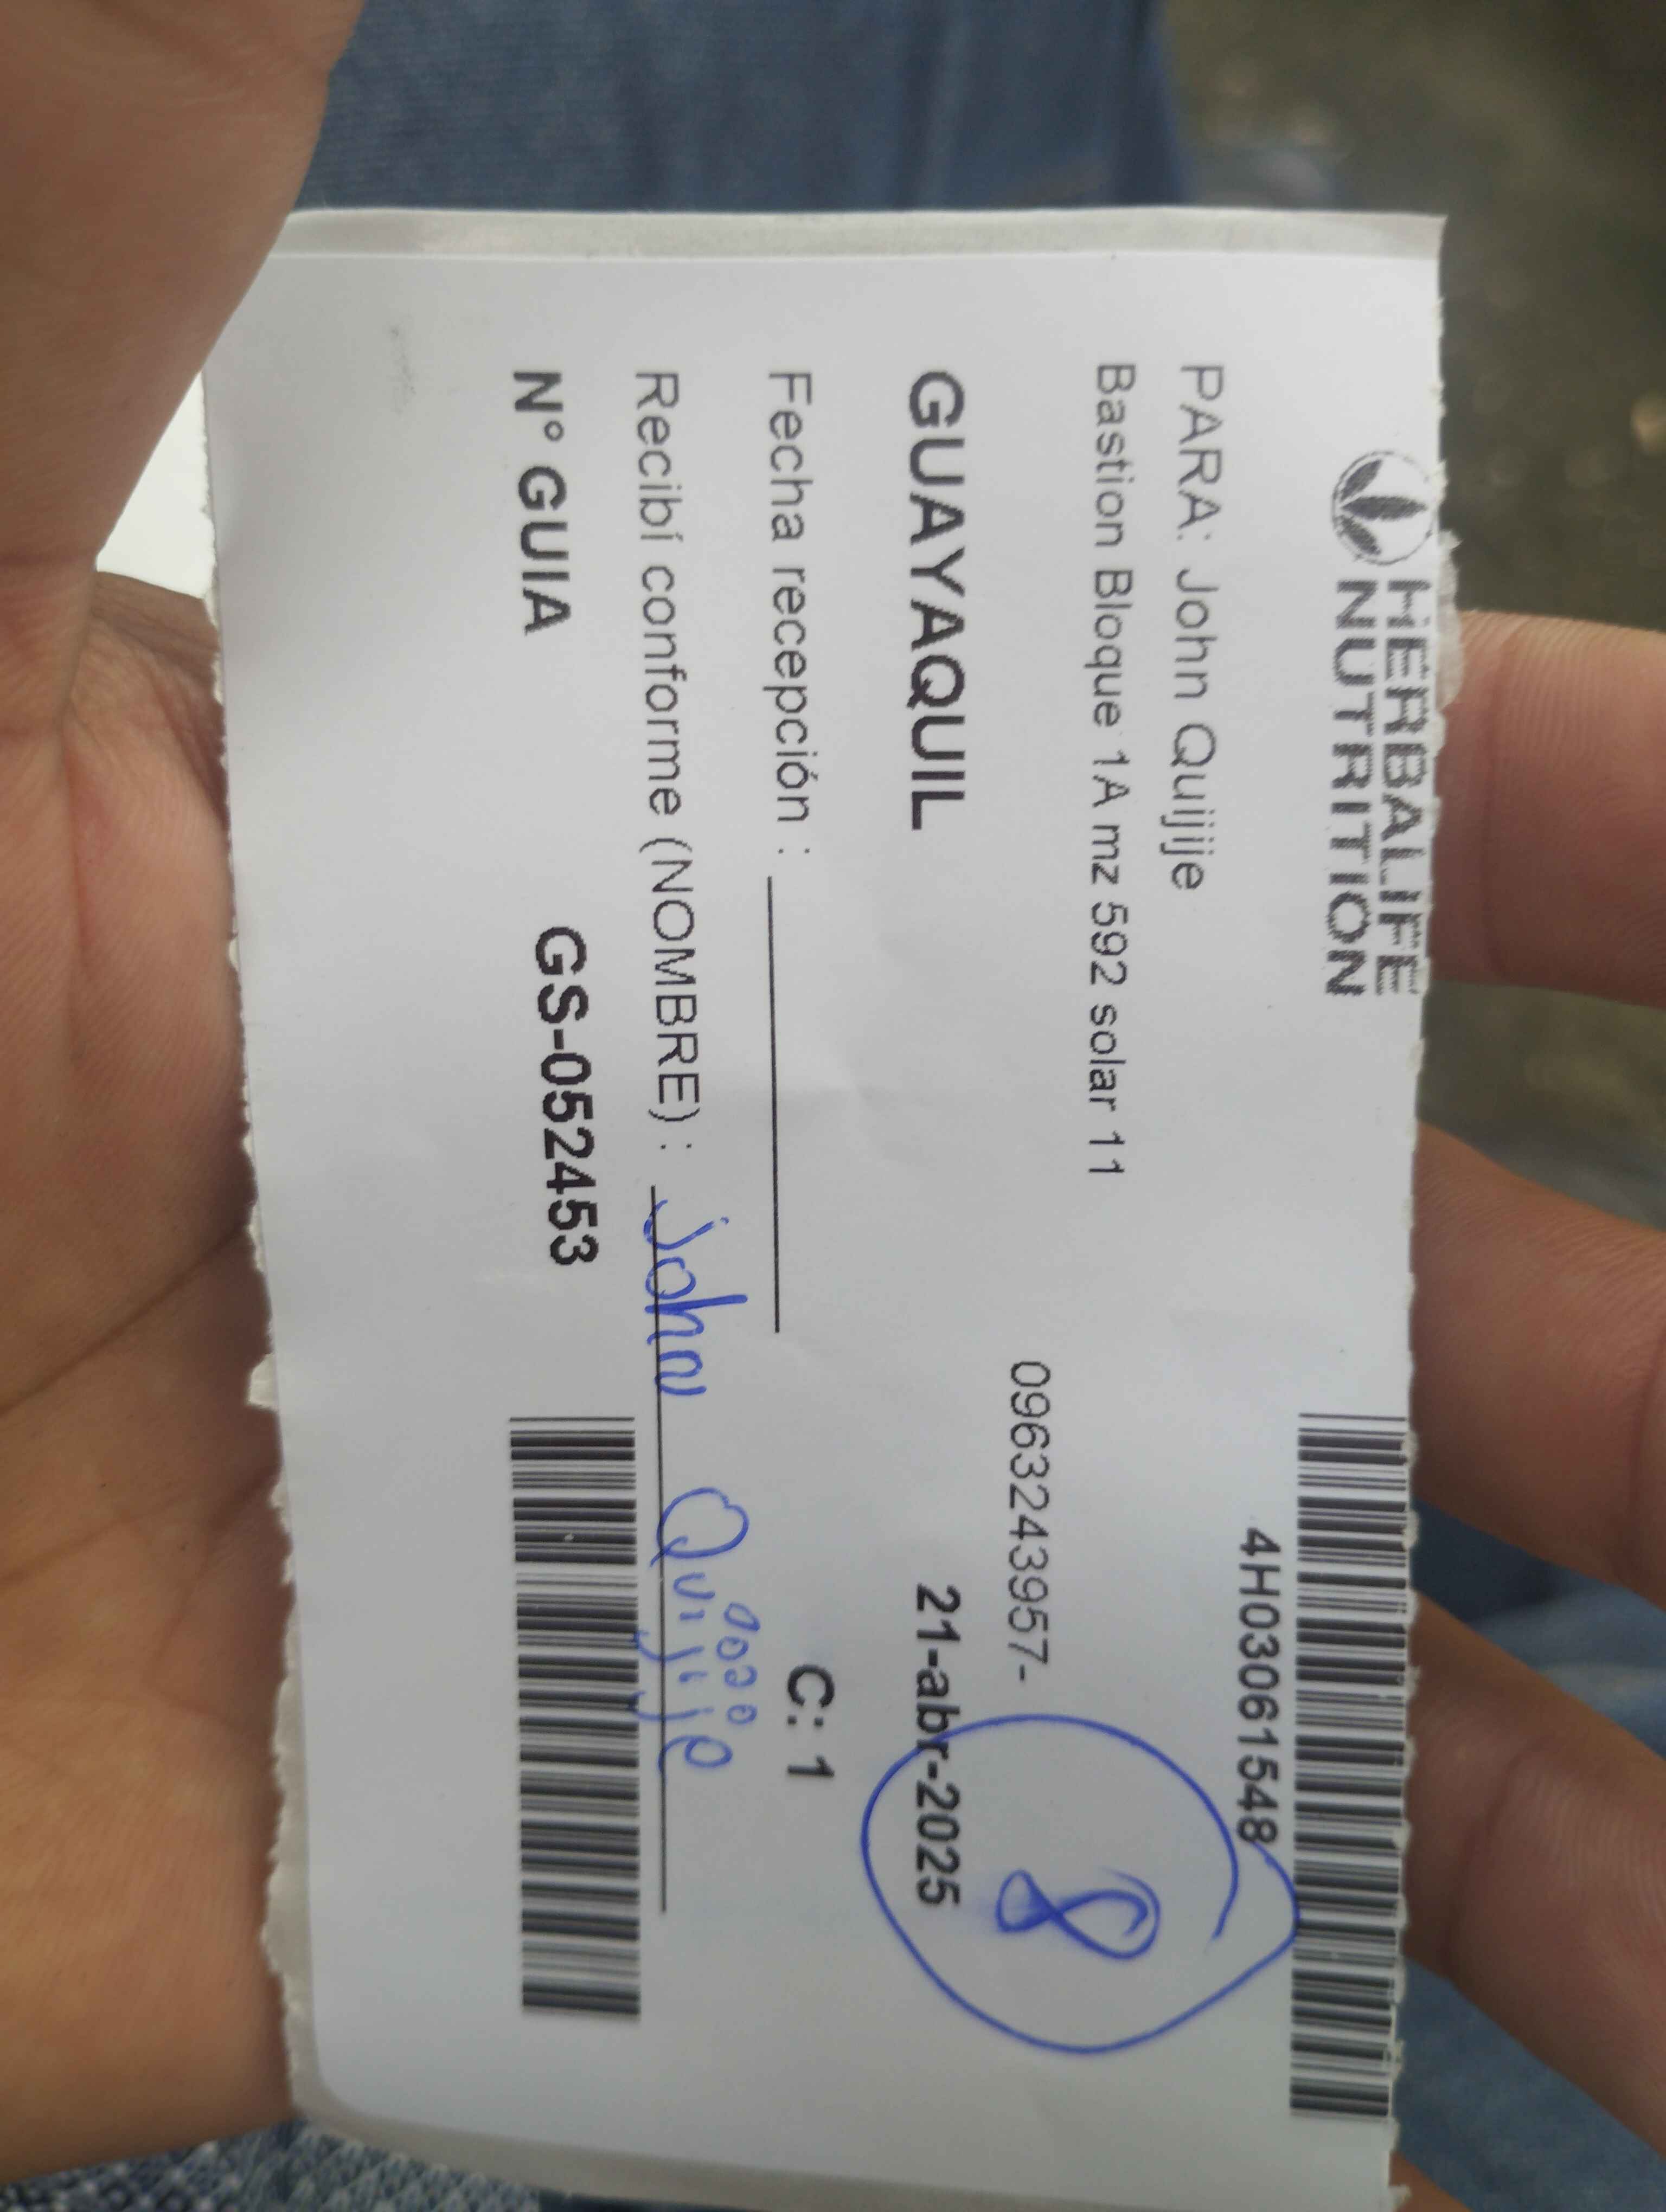 HERBALIFE
NUTRITION
4H03061548
PARA: John Quijije
Bastion Bloque 1A mz 592 solar 11
0963243957-
8
GUAYAQUIL
21-abr-2025
Fecha recepción :
C: 1
Recibí conforme (NOMBRE) : John Quijije
N° GUIA
GS-052453